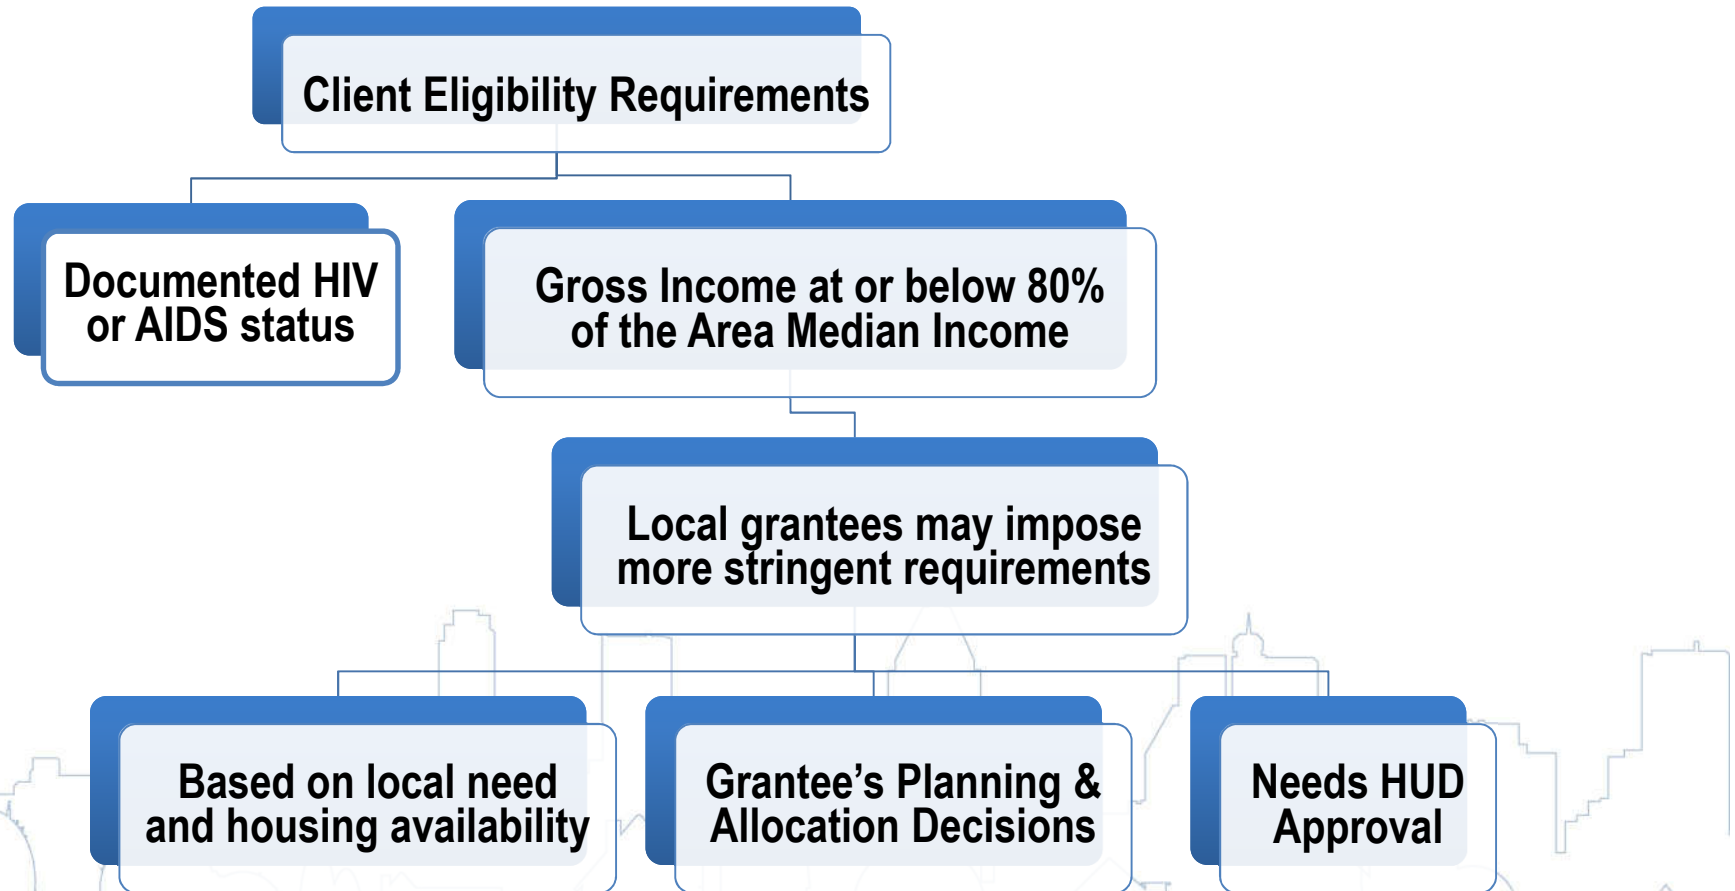 Client Eligibility Requirements
Documented HIV
or AIDS status
Gross Income at or below 80%
of the Area Median Income
Local grantees may impose
more stringent requirements
Based on local need
and housing availability
Grantee’s Planning &
Allocation Decisions
Needs HUD
Approval